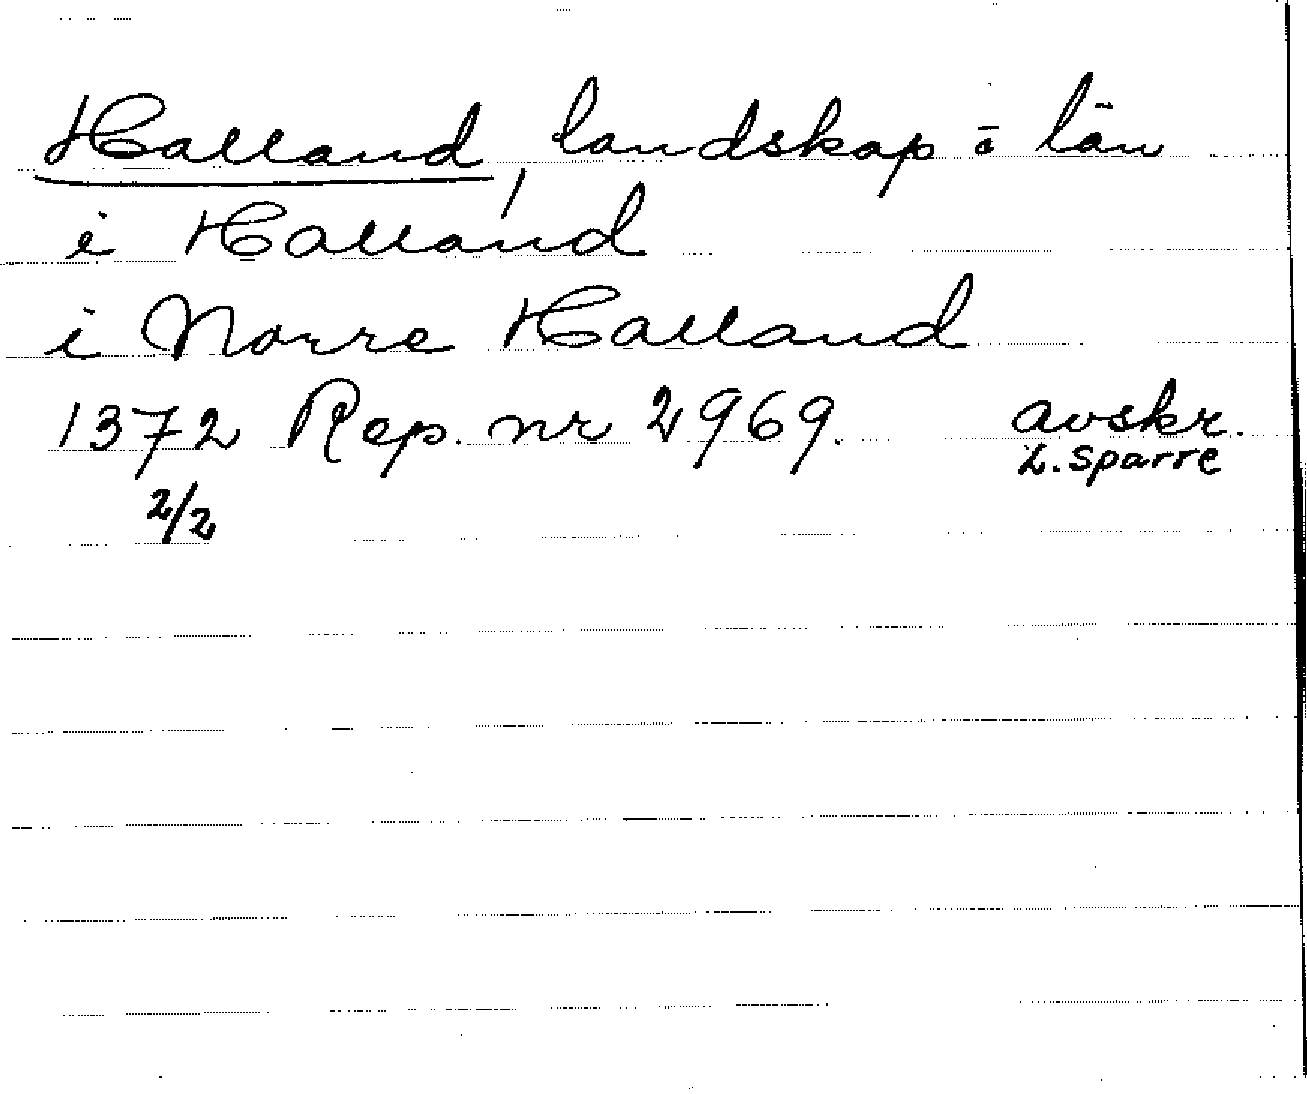 Halland, landskap o län
i Halland
i Norre Halland
1372 Rep. nr 2969. avskr.
L. Sparre
2/2